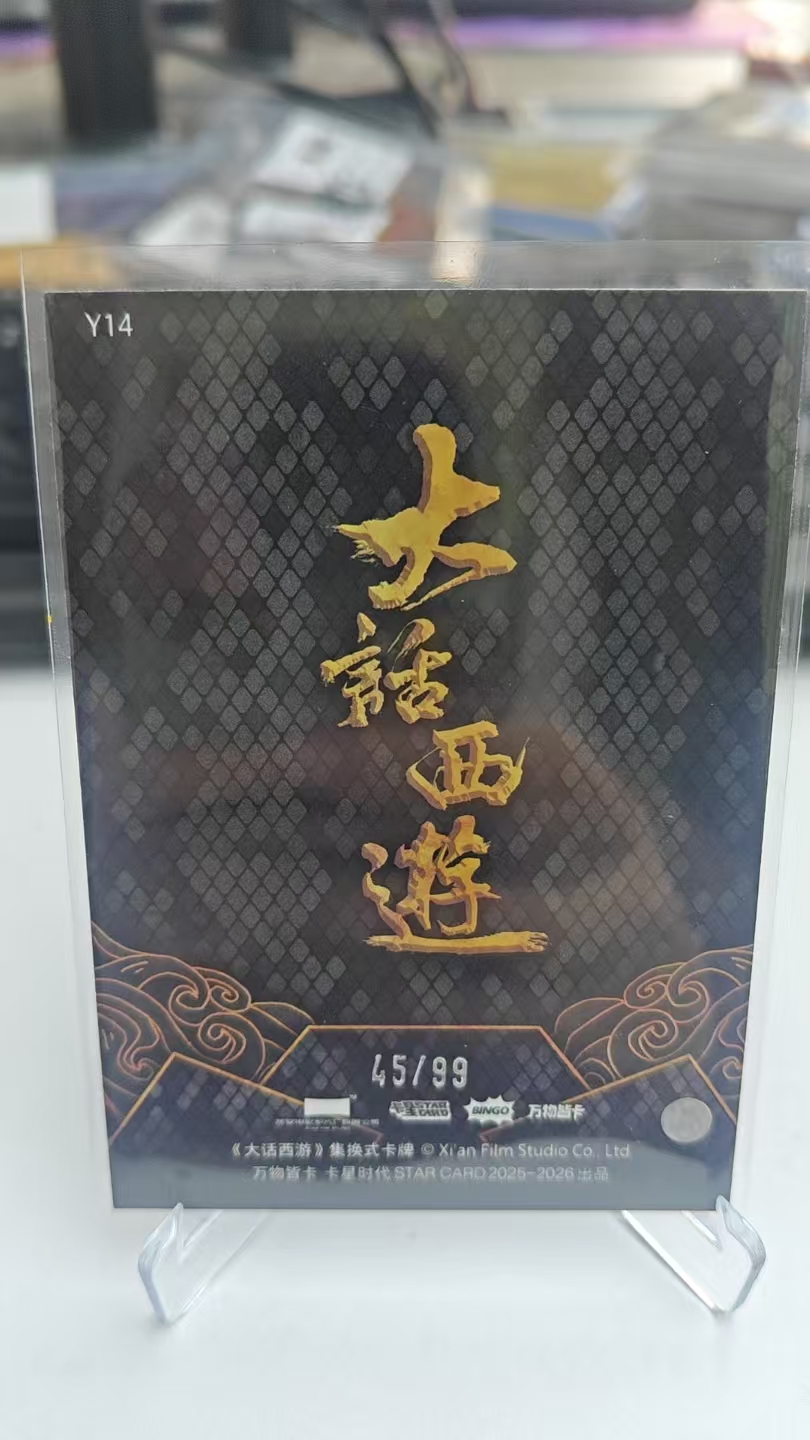 Y14
大話西遊
45/99
BINGO 万物皆卡
《大话西游》集换式卡牌 © Xi'an Film Studio Co., Ltd
万物皆卡 卡星时代 STAR CARD 2025-2026 出品